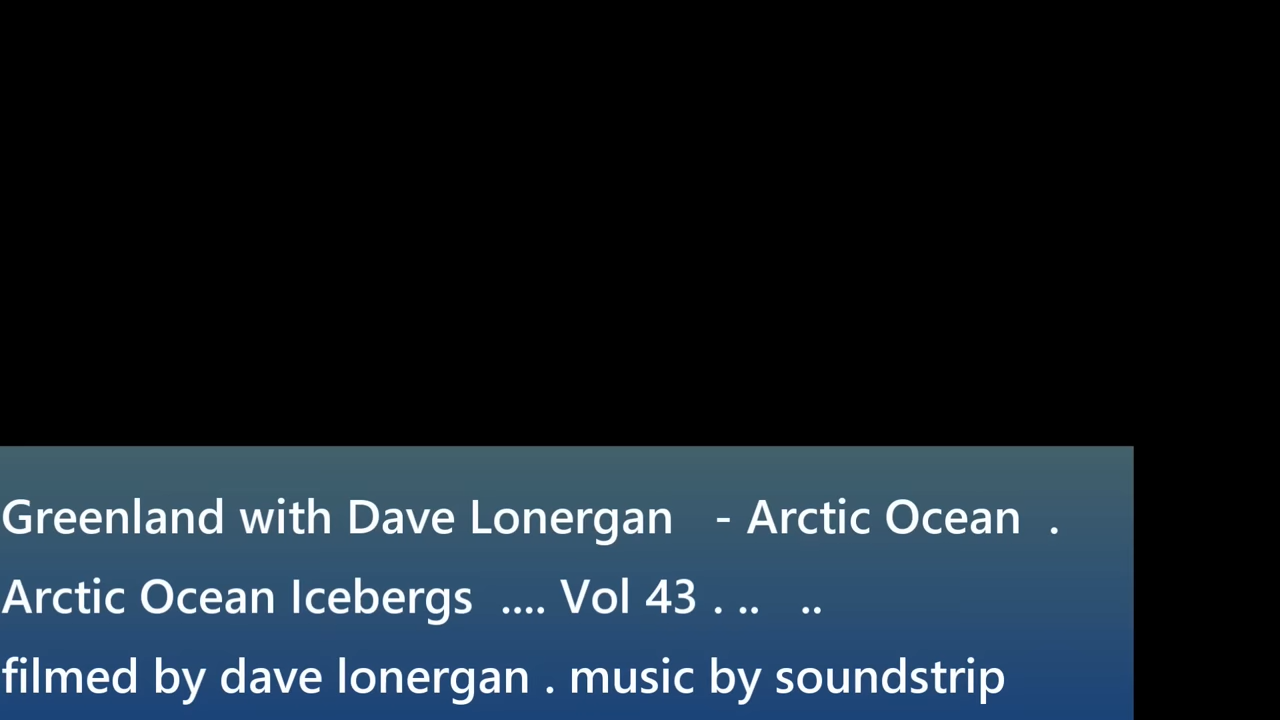 Greenland with Dave Lonergan   - Arctic Ocean  .
Arctic Ocean Icebergs  .... Vol 43 . ..   ..
filmed by dave lonergan . music by soundstrip